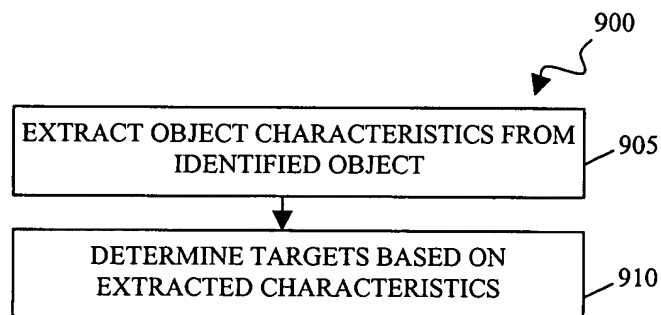 900
EXTRACT OBJECT CHARACTERISTICS FROM
IDENTIFIED OBJECT
905
DETERMINE TARGETS BASED ON
EXTRACTED CHARACTERISTICS
910